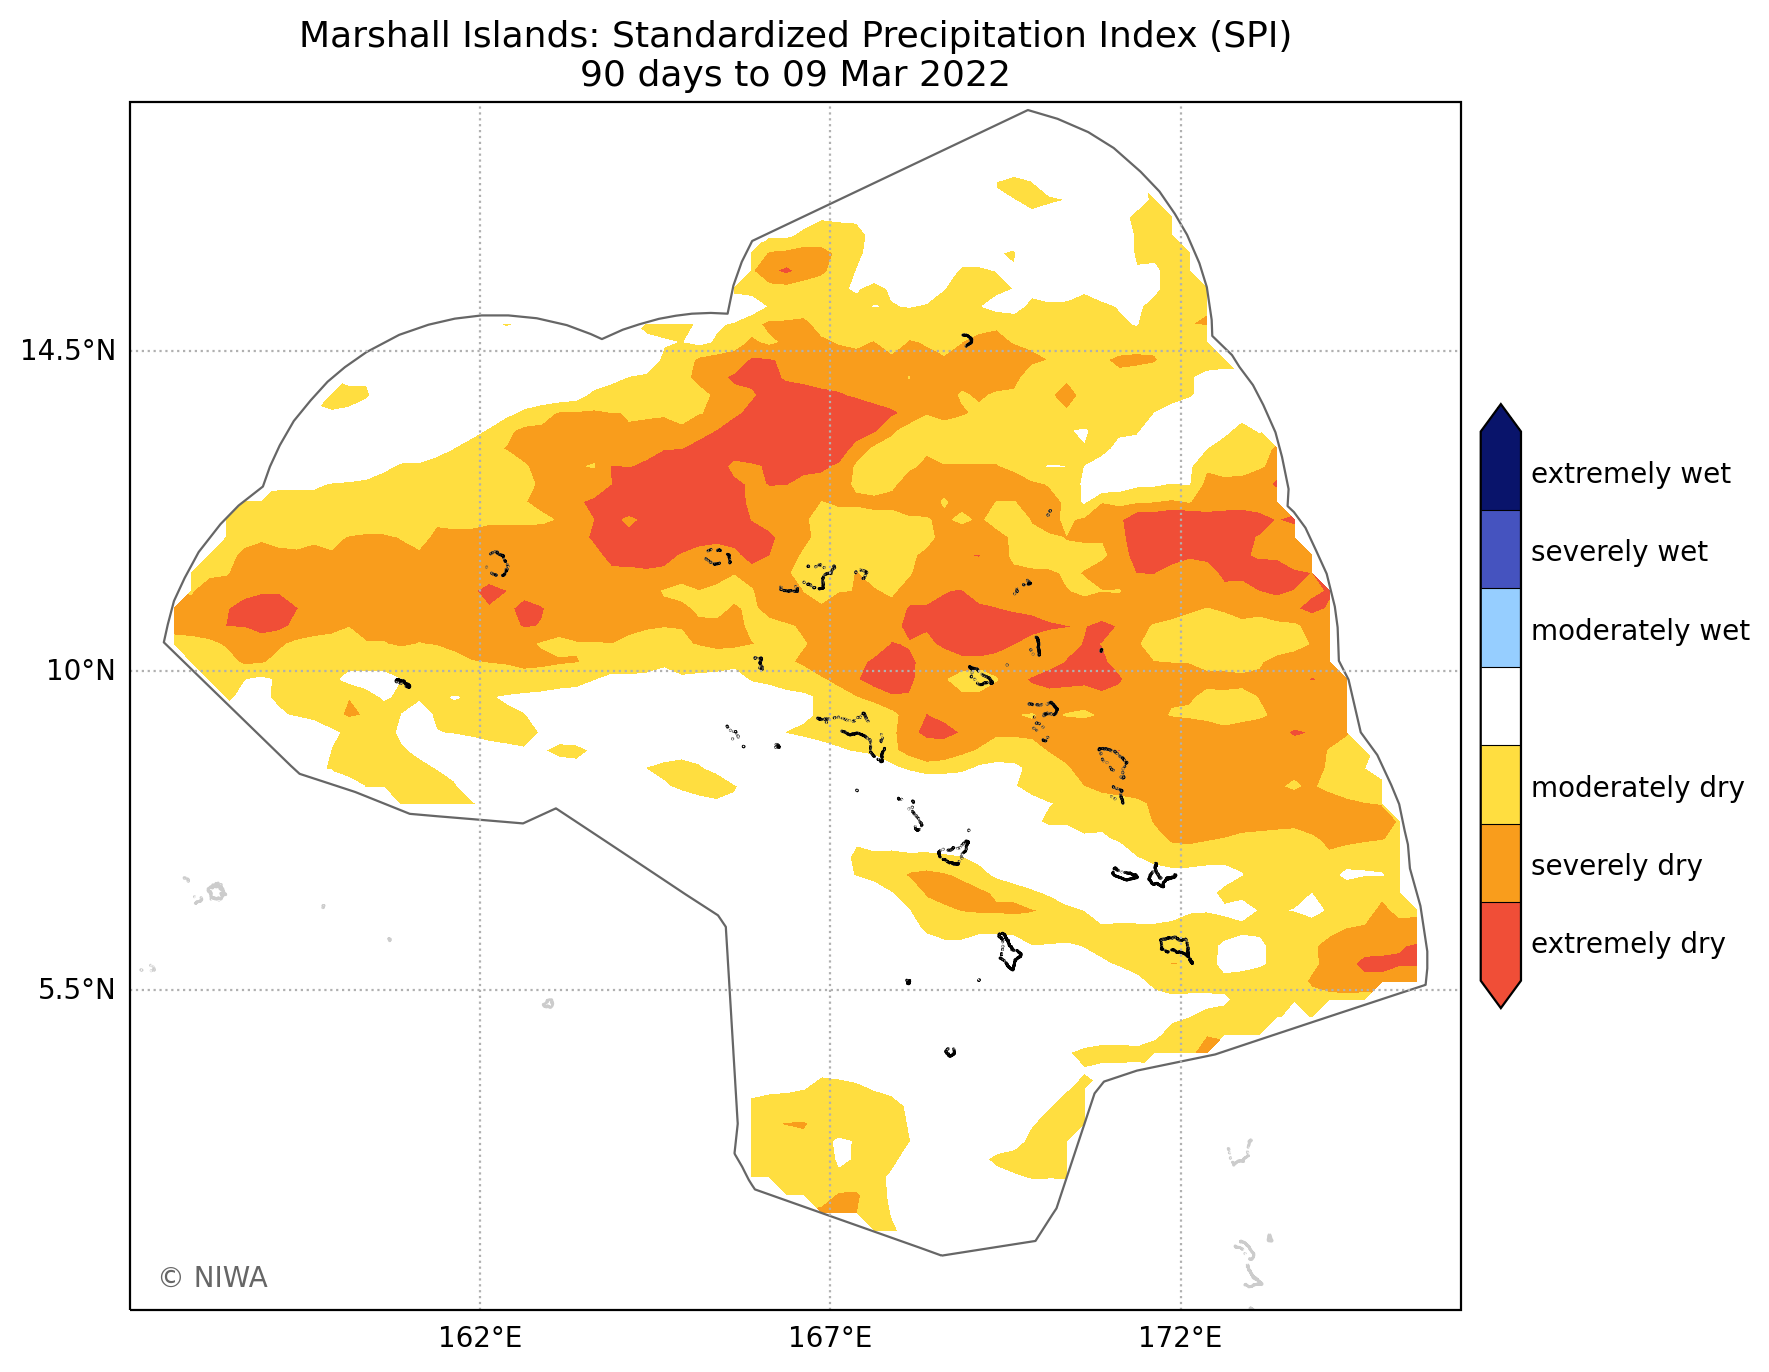 Marshall Islands: Standardized Precipitation Index (SPI)
90 days to 09 Mar 2022
14.5°N
10°N
5.5°N
162°E
167°E
172°E
extremely wet
severely wet
moderately wet
moderately dry
severely dry
extremely dry
© NIWA